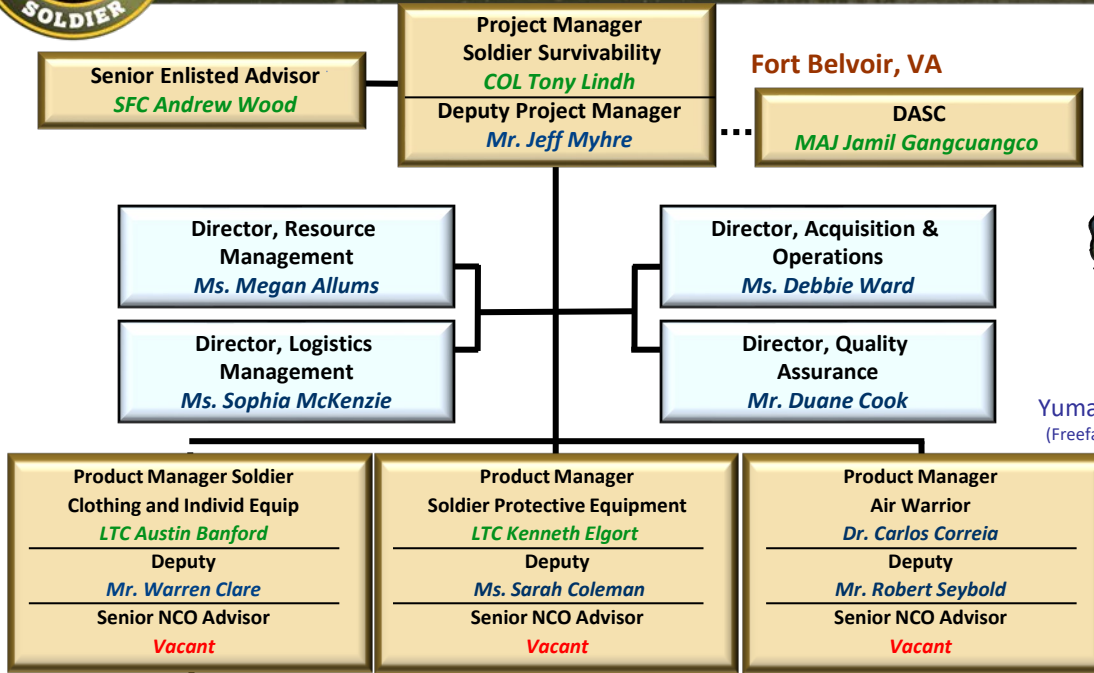 SOLDIER
Project Manager
Soldier Survivability
COL Tony Lindh
Deputy Project Manager
Mr. Jeff Myhre
Senior Enlisted Advisor
SFC Andrew Wood
Fort Belvoir, VA
...
DASC
MAJ Jamil Gangcuangco
Director, Resource
Management
Ms. Megan Allums
Director, Acquisition &
Operations
Ms. Debbie Ward
Director, Logistics
Management
Ms. Sophia McKenzie
Director, Quality
Assurance
Mr. Duane Cook
Yuma
(Freefa
Product Manager Soldier
Clothing and Individ Equip
LTC Austin Banford
Deputy
Mr. Warren Clare
Senior NCO Advisor
Vacant
Product Manager
Soldier Protective Equipment
LTC Kenneth Elgort
Deputy
Ms. Sarah Coleman
Senior NCO Advisor
Vacant
Product Manager
Air Warrior
Dr. Carlos Correia
Deputy
Mr. Robert Seybold
Senior NCO Advisor
Vacant